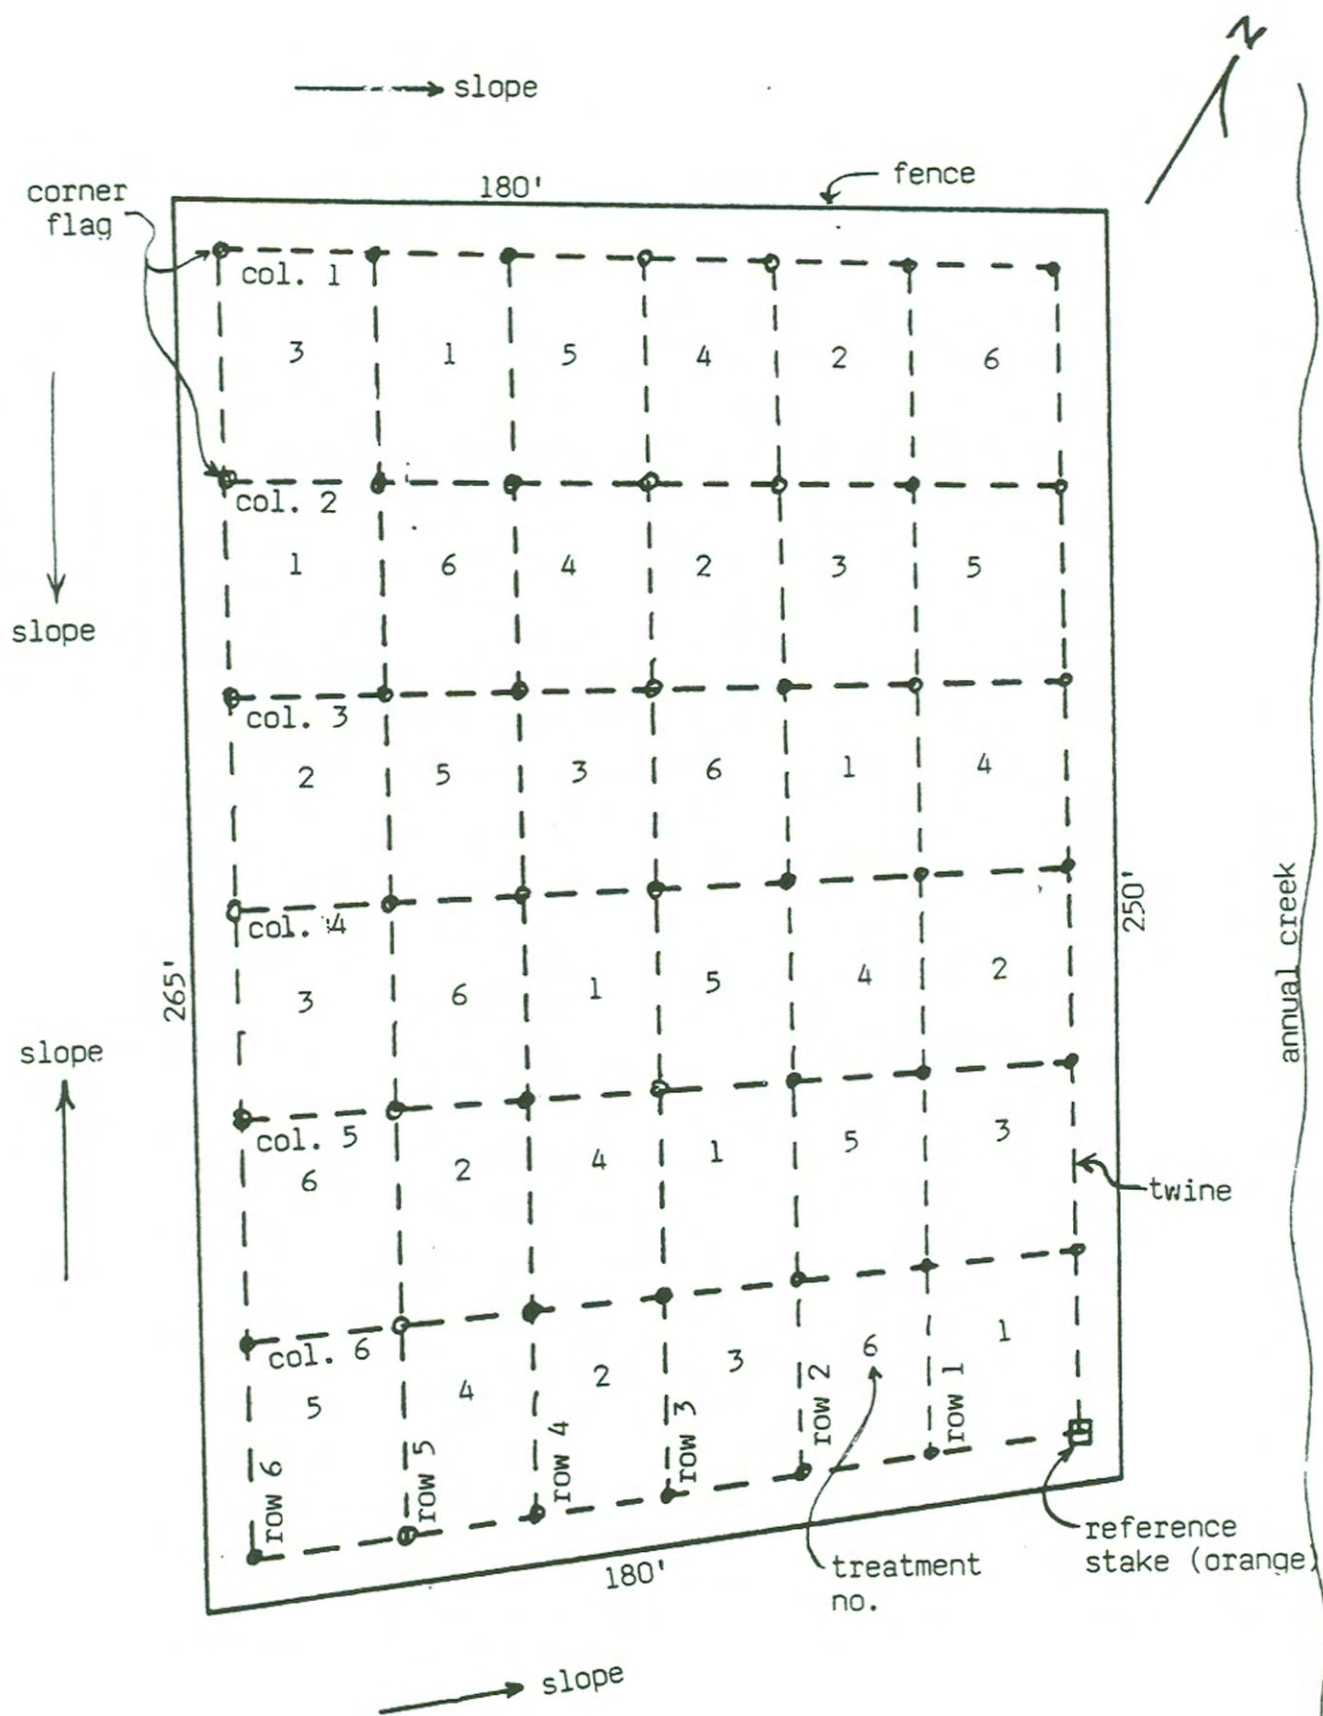 N
slope
180'
fence
corner
flag
col. 1
3 1 5 4 2 6
col. 2
1 6 4 2 3 5
slope
col. 3
2 5 3 6 1 4
col. 4
250'
annual creek
265'
3 6 1 5 4 2
slope
col. 5
6 2 4 1 5 3
twine
col. 6
5 4 2 3 6 1
row 6
row 5
row 4
row 3
row 2
row 1
180'
treatment
no.
reference
stake (orange)
slope